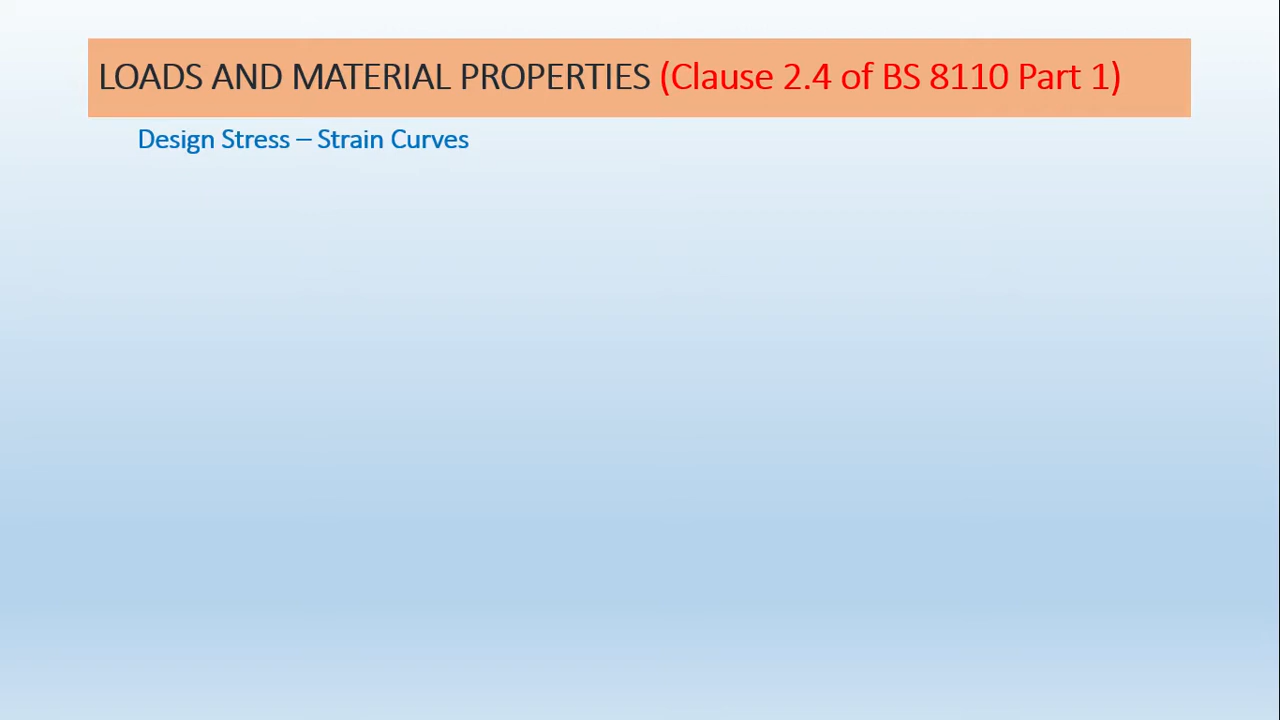 LOADS AND MATERIAL PROPERTIES (Clause 2.4 of BS 8110 Part 1)
Design Stress – Strain Curves